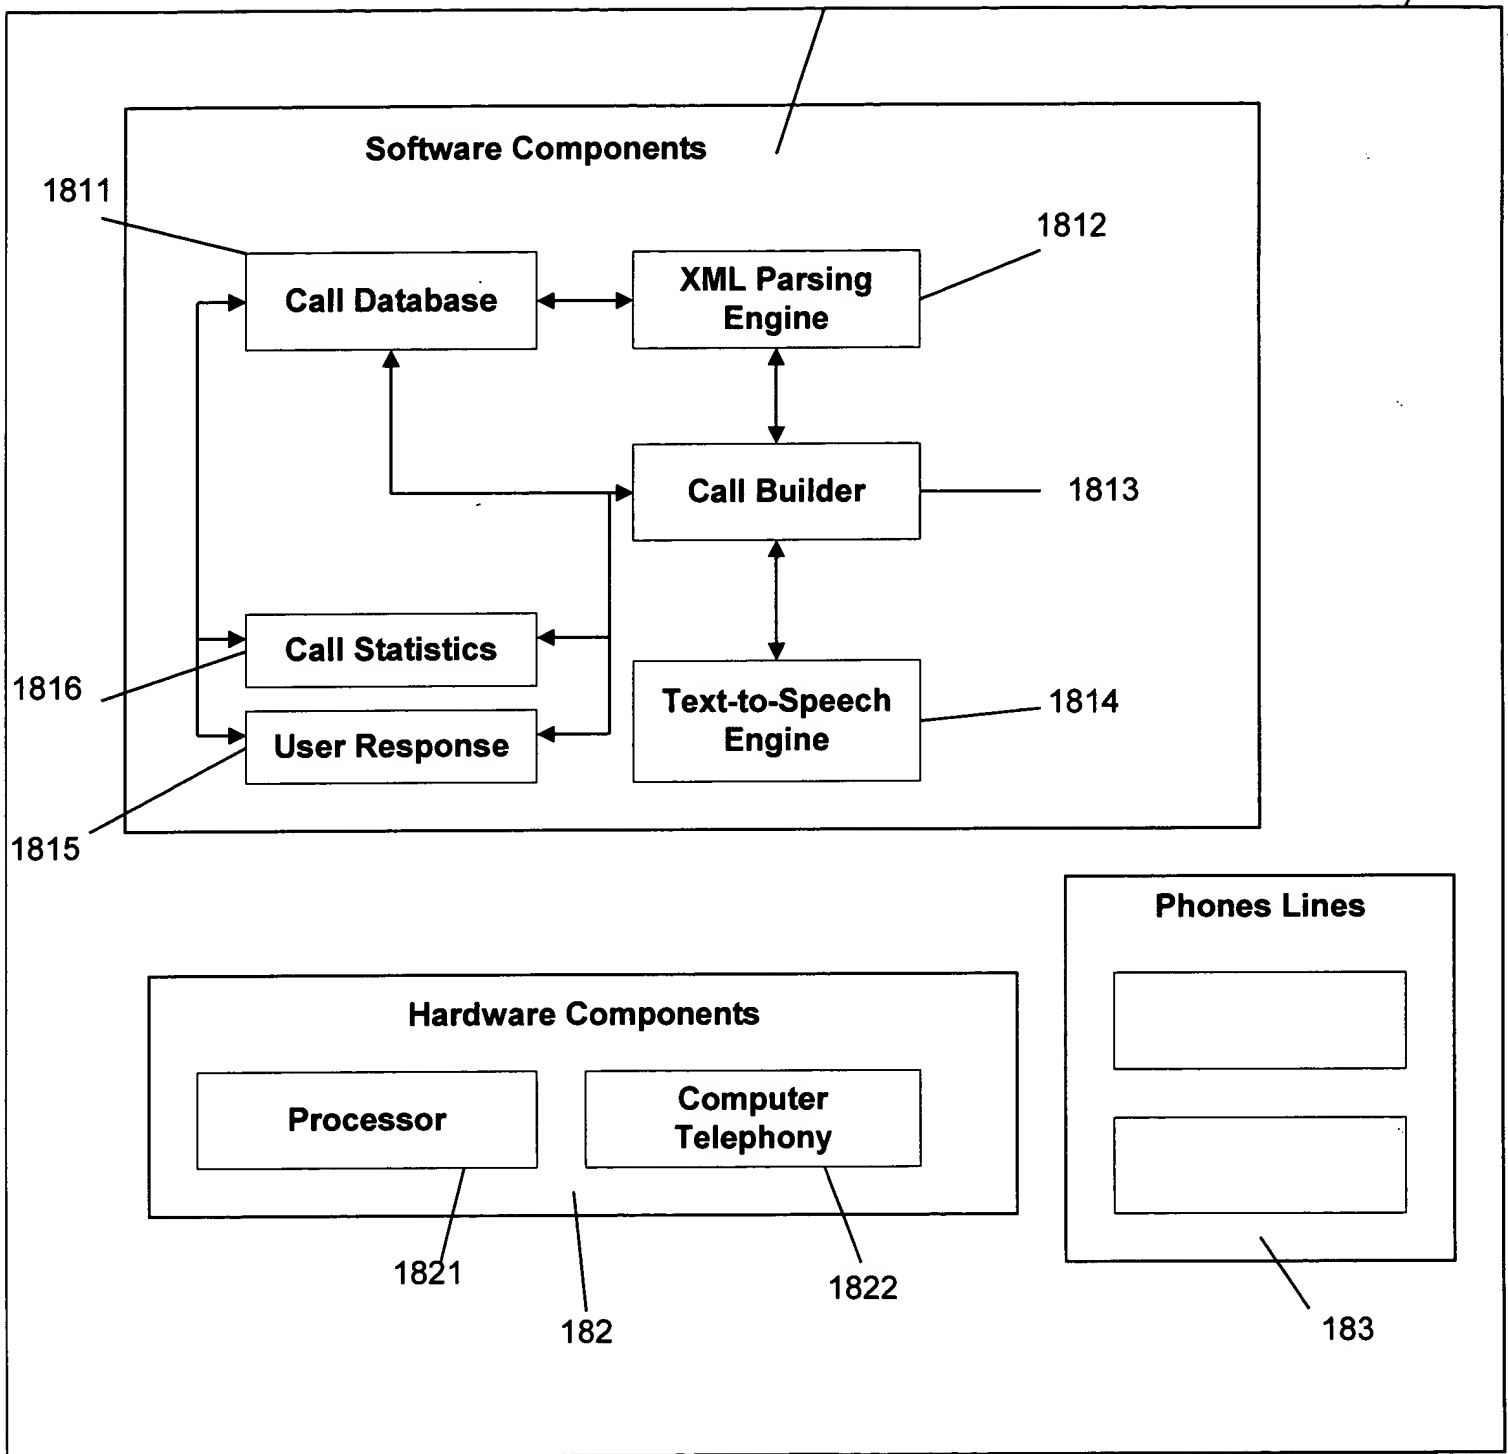 Software Components
1811
1812
Call Database
XML Parsing
Engine
Call Builder
1813
Call Statistics
1816
Text-to-Speech
Engine
1814
User Response
1815
Phones Lines
Hardware Components
Processor
Computer
Telephony
1821
1822
182
183